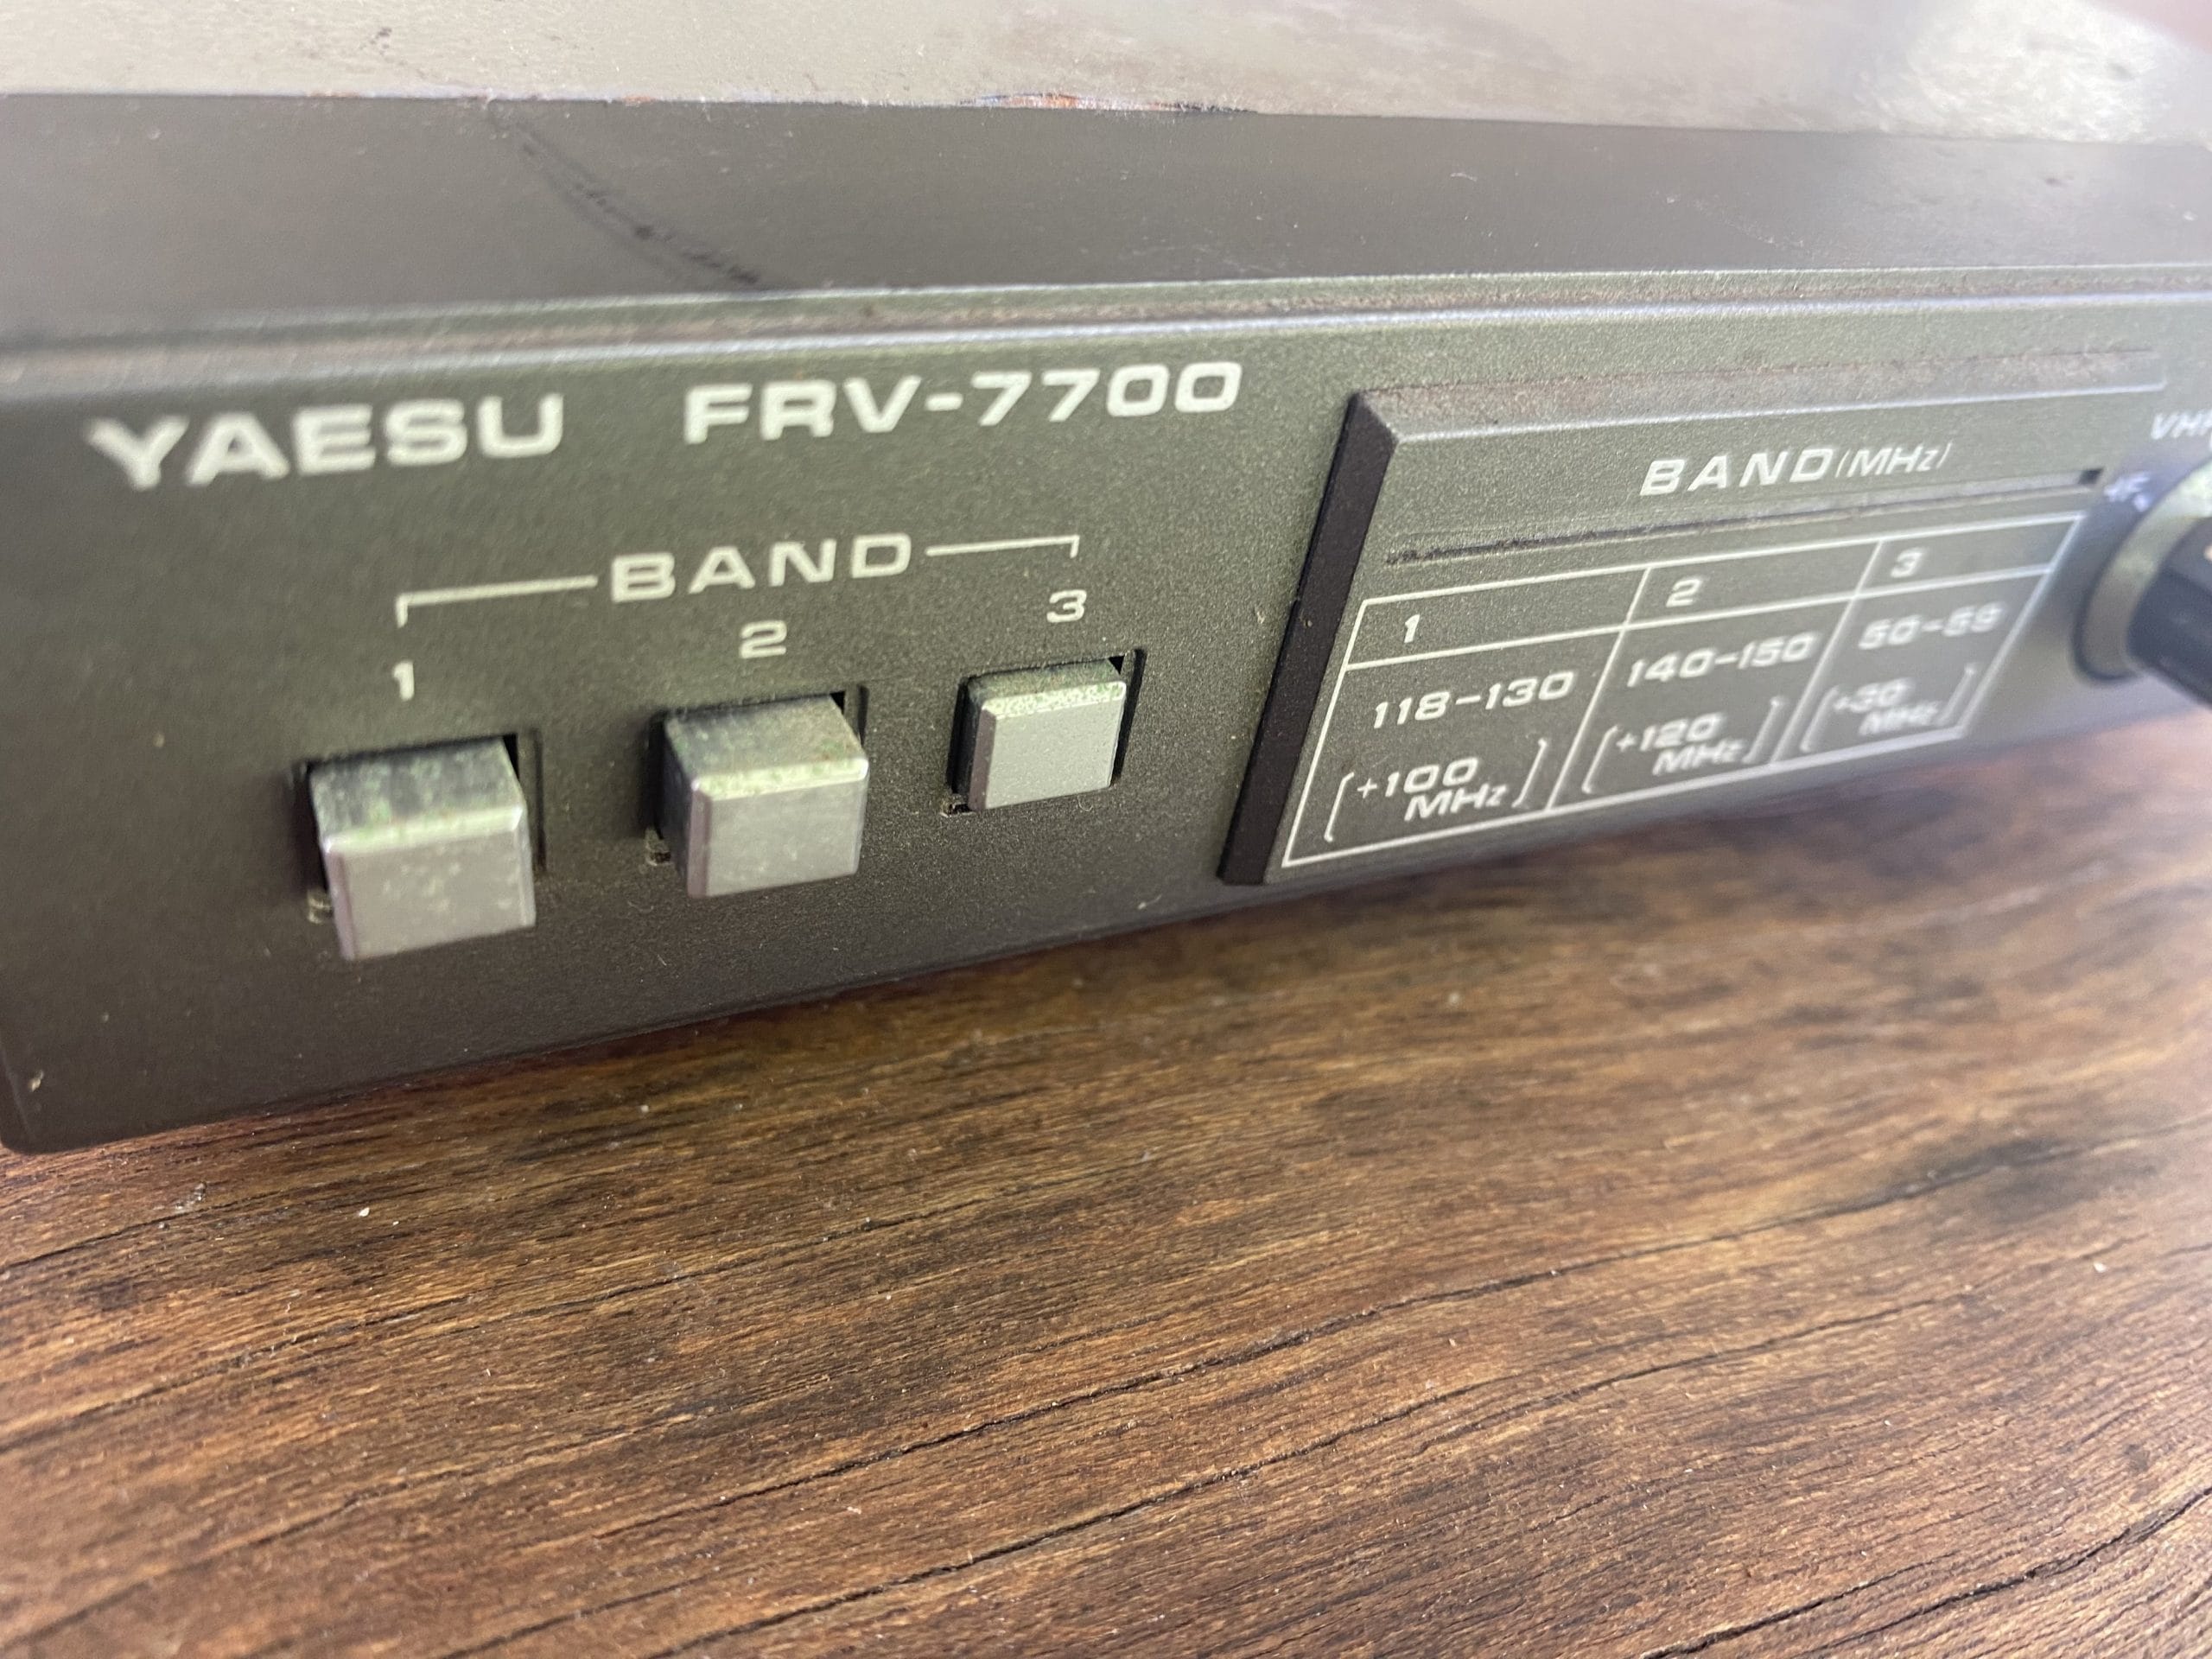 YAESU FRV-7700
BAND
1 2 3
BAND (MHz)
1 2 3
118-130 140-150 50-59
[+100 MHz] [+120 MHz] [+30 MHz]